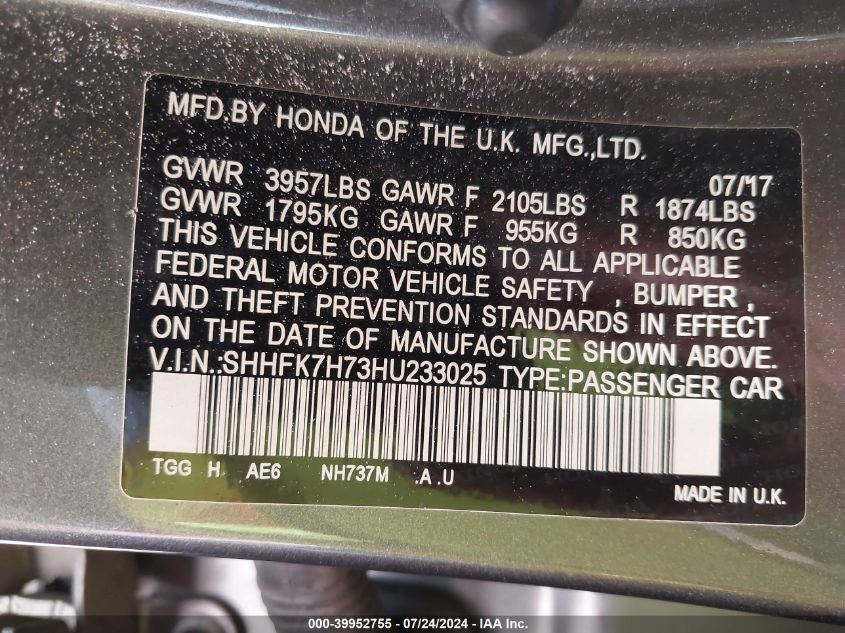 MFD.BY HONDA OF THE U.K. MFG.,LTD.
07/'17
GVWR 3957LBS GAWR F 2105LBS R 1874LBS
GVWR 1795KG GAWR F 955KG R 850KG
THIS VEHICLE CONFORMS TO ALL APPLICABLE
FEDERAL MOTOR VEHICLE SAFETY , BUMPER ,
AND THEFT PREVENTION STANDARDS IN EFFECT
ON THE DATE OF MANUFACTURE SHOWN ABOVE.
V.I.N.:SHHFK7H73HU233025 TYPE:PASSENGER CAR
TGG H AE6 NH737M .A .U
MADE IN U.K.
000-39952755 - 07/24/2024 - IAA Inc.